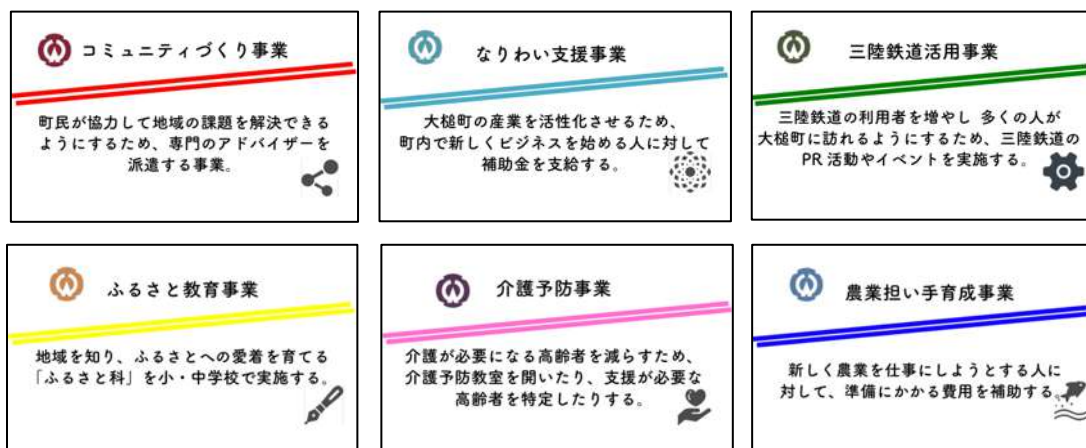 コミュニティづくり事業
町民が協力して地域の課題を解決できる
ようにするため、専門のアドバイザーを
派遣する事業。
なりわい支援事業
大槌町の産業を活性化させるため、
町内で新しくビジネスを始める人に対して
補助金を支給する。
三陸鉄道活用事業
三陸鉄道の利用者を増やし 多くの人が
大槌町に訪れるようにするため、三陸鉄道の
PR 活動やイベントを実施する。
ふるさと教育事業
地域を知り、ふるさとへの愛着を育てる
「ふるさと科」を小・中学校で実施する。
介護予防事業
介護が必要になる高齢者を減らすため、
介護予防教室を開いたり、支援が必要な
高齢者を特定したりする。
農業担い手育成事業
新しく農業を仕事にしようとする人に
対して、準備にかかる費用を補助する。